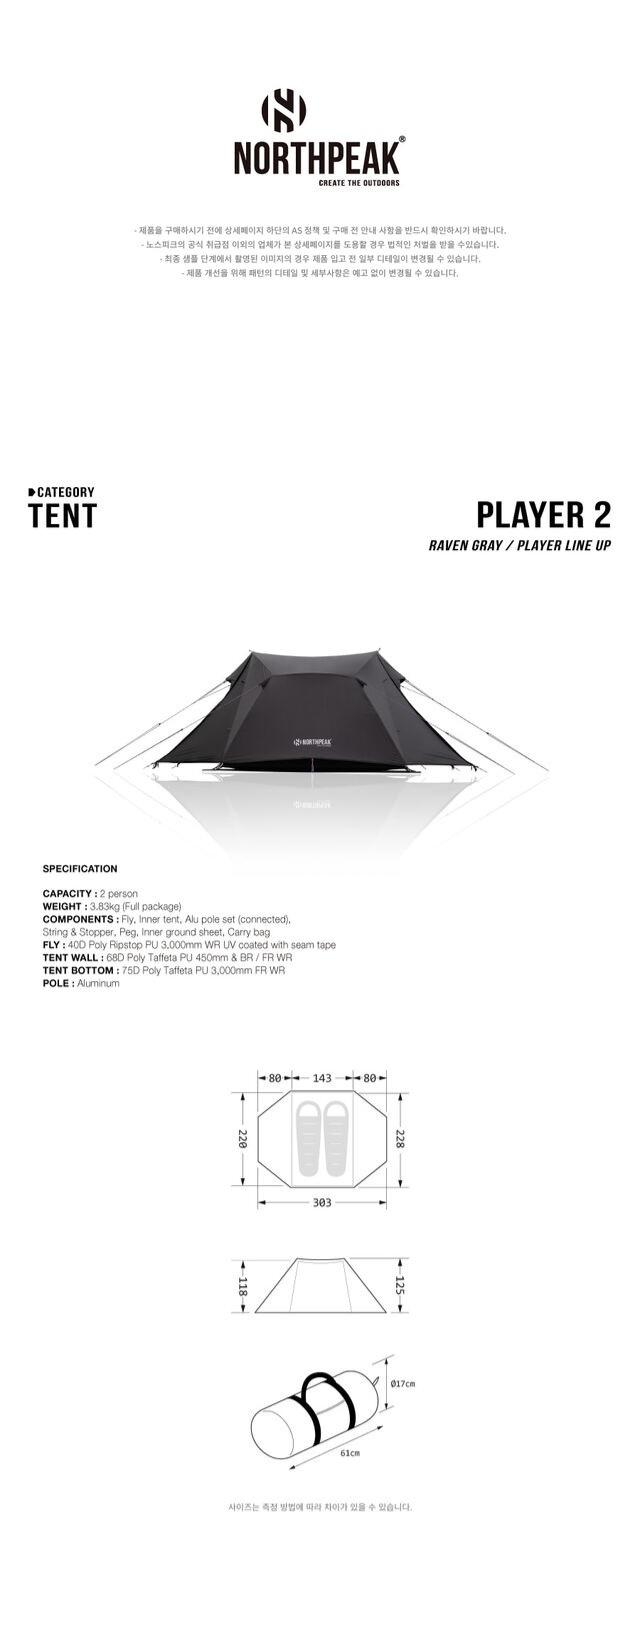 NORTHPEAK®
CREATE THE OUTDOORS
- 제품을 구매하시기 전에 상세페이지 하단의 AS 정책 및 구매 전 안내 사항을 반드시 확인하시기 바랍니다.
- 노스피크의 공식 취급점 이외의 업체가 본 상세페이지를 도용할 경우 법적인 처벌을 받을 수있습니다.
- 최종 샘플 단계에서 촬영된 이미지의 경우 제품 입고 전 일부 디테일이 변경될 수 있습니다.
- 제품 개선을 위해 패턴의 디테일 및 세부사항은 예고 없이 변경될 수 있습니다.
CATEGORY
TENT
PLAYER 2
RAVEN GRAY / PLAYER LINE UP
NORTHPEAK
SPECIFICATION
CAPACITY : 2 person
WEIGHT : 3.83kg (Full package)
COMPONENTS : Fly, Inner tent, Alu pole set (connected),
String & Stopper, Peg, Inner ground sheet, Carry bag
FLY : 40D Poly Ripstop PU 3,000mm WR UV coated with seam tape
TENT WALL : 68D Poly Taffeta PU 450mm & BR / FR WR
TENT BOTTOM : 75D Poly Taffeta PU 3,000mm FR WR
POLE : Aluminum
80 143 80
220
228
303
118
125
Ø17cm
61cm
사이즈는 측정 방법에 따라 차이가 있을 수 있습니다.